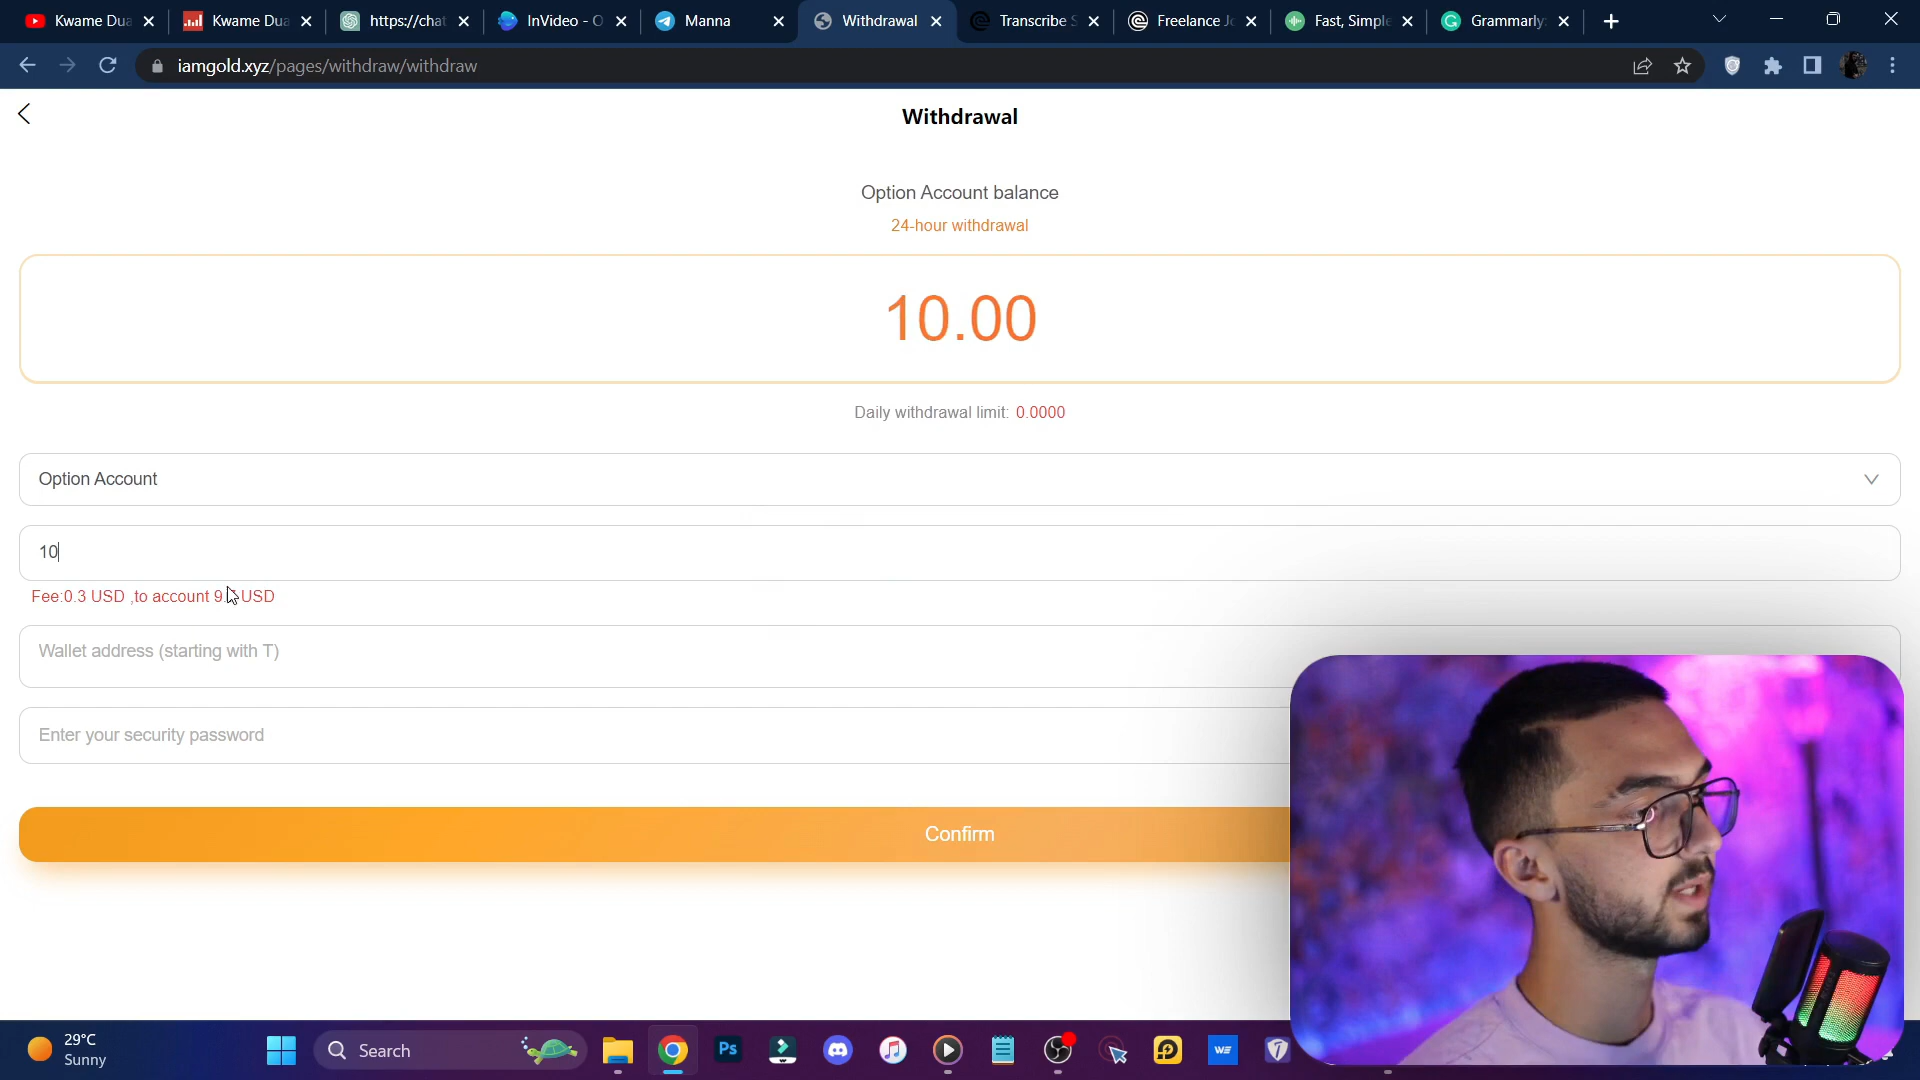 Kwame Dua
Kwame Dua
https://chat
InVideo - O
Manna
Withdrawal
Transcribe S
Freelance Jo
Fast, Simple
Grammarly:
iamgold.xyz/pages/withdraw/withdraw
Withdrawal
Option Account balance
24-hour withdrawal
10.00
Daily withdrawal limit: 0.0000
Option Account
10
Fee:0.3 USD ,to account 9. USD
Wallet address (starting with T)
Enter your security password
Confirm
29°C
Sunny
Search
Ps